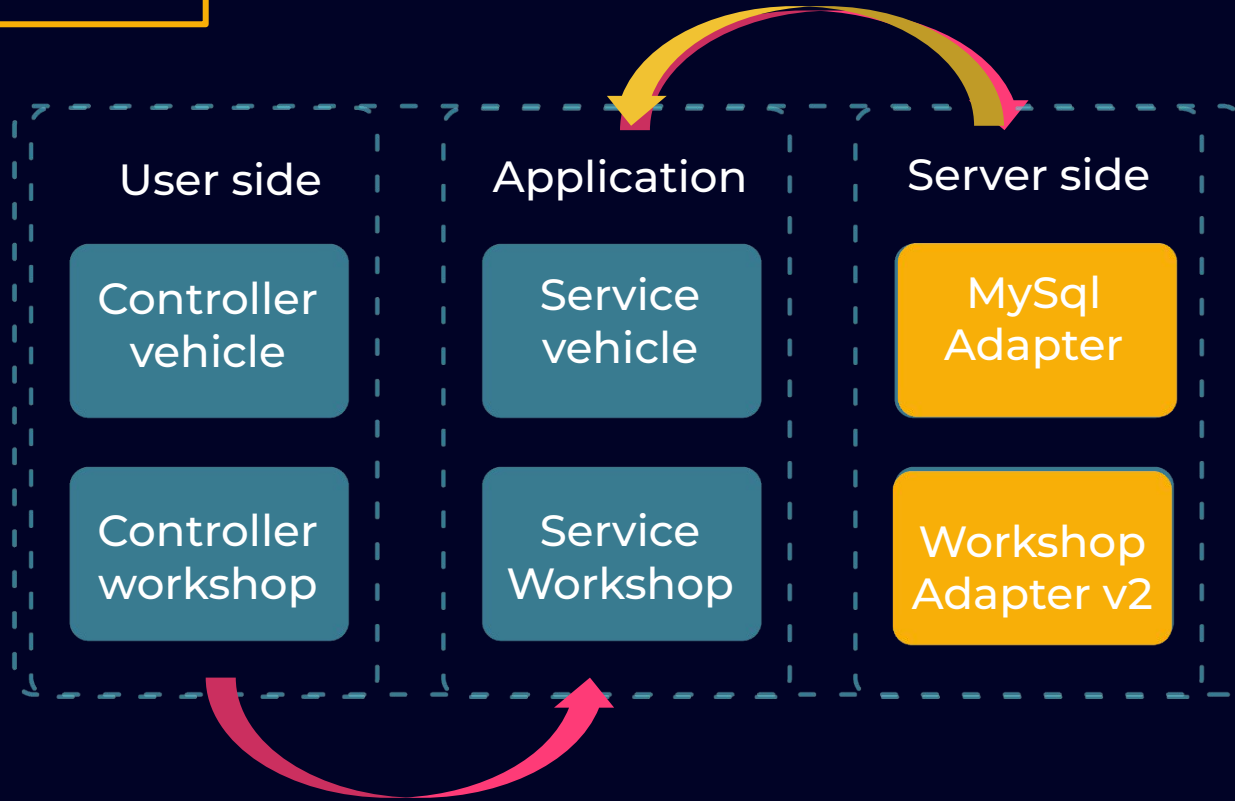 User side
Application
Server side
Controller
vehicle
Service
vehicle
MySql
Adapter
Controller
workshop
Service
Workshop
Workshop
Adapter v2